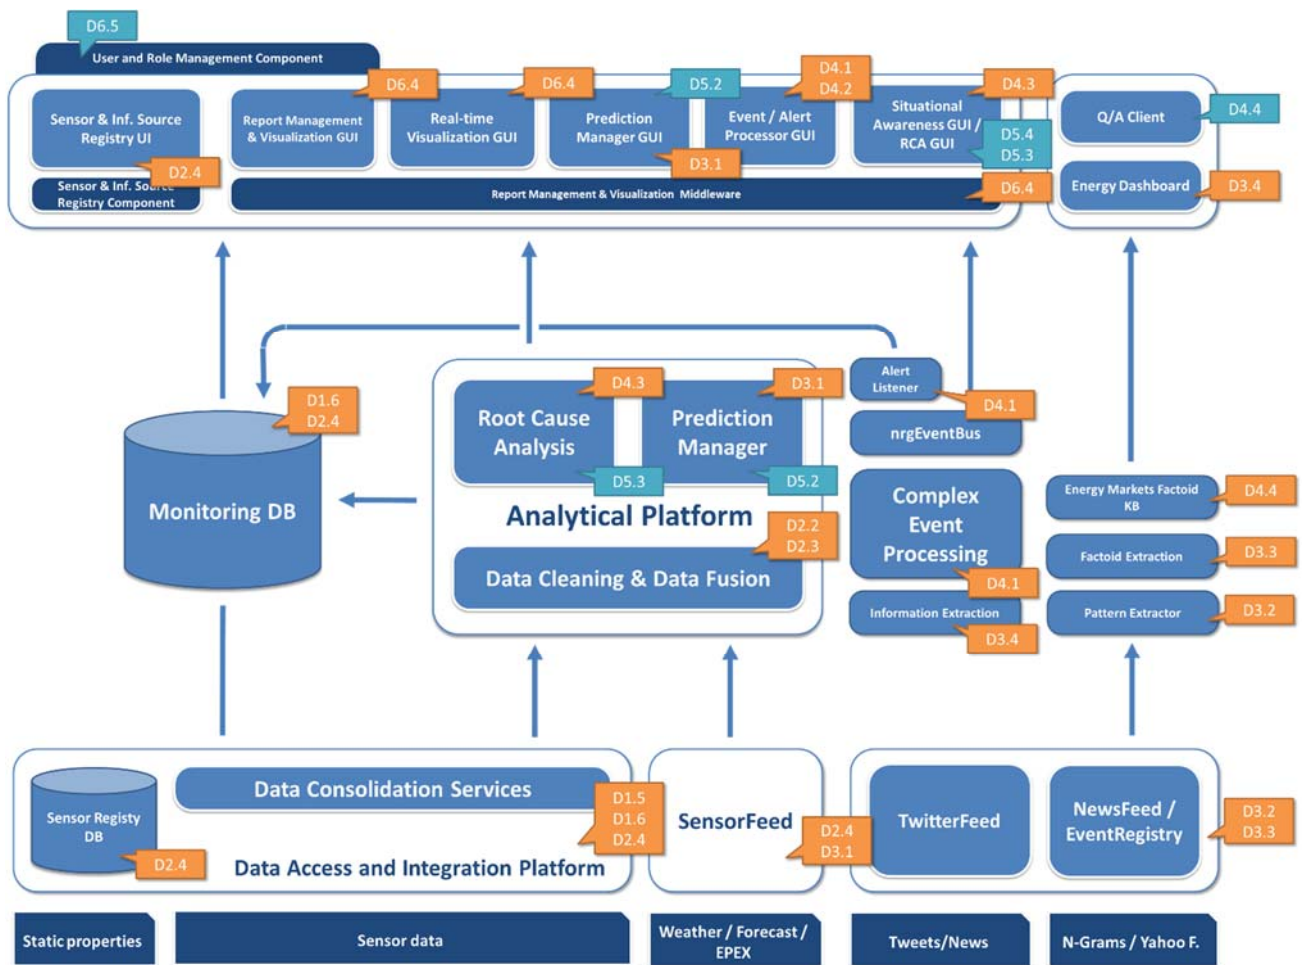 D6.5
User and Role Management Component
D6.4
D6.4
D5.2
D4.1
D4.2
D4.3
Sensor & Inf. Source
Registry UI
D2.4
Report Management
& Visualization GUI
Real-time
Visualization GUI
Prediction
Manager GUI
D3.1
Event / Alert
Processor GUI
Situational
Awareness GUI /
RCA GUI
D5.4
D5.3
Q/A Client
D4.4
Sensor & Inf. Source
Registry Component
Report Management & Visualization Middleware
D6.4
Energy Dashboard
D3.4
D1.6
D2.4
Monitoring DB
D4.3
D3.1
Root Cause
Analysis
Prediction
Manager
D5.3
D5.2
Analytical Platform
D2.2
D2.3
Data Cleaning & Data Fusion
Alert
Listener
D4.1
nrgEventBus
Complex
Event
Processing
D4.1
Information Extraction
D3.4
Energy Markets Factoid
KB
D4.4
Factoid Extraction
D3.3
Pattern Extractor
D3.2
Sensor Registy
DB
D2.4
Data Consolidation Services
D1.5
D1.6
D2.4
Data Access and Integration Platform
SensorFeed
D2.4
D3.1
TwitterFeed
NewsFeed /
EventRegistry
D3.2
D3.3
Static properties
Sensor data
Weather / Forecast /
EPEX
Tweets/News
N-Grams / Yahoo F.